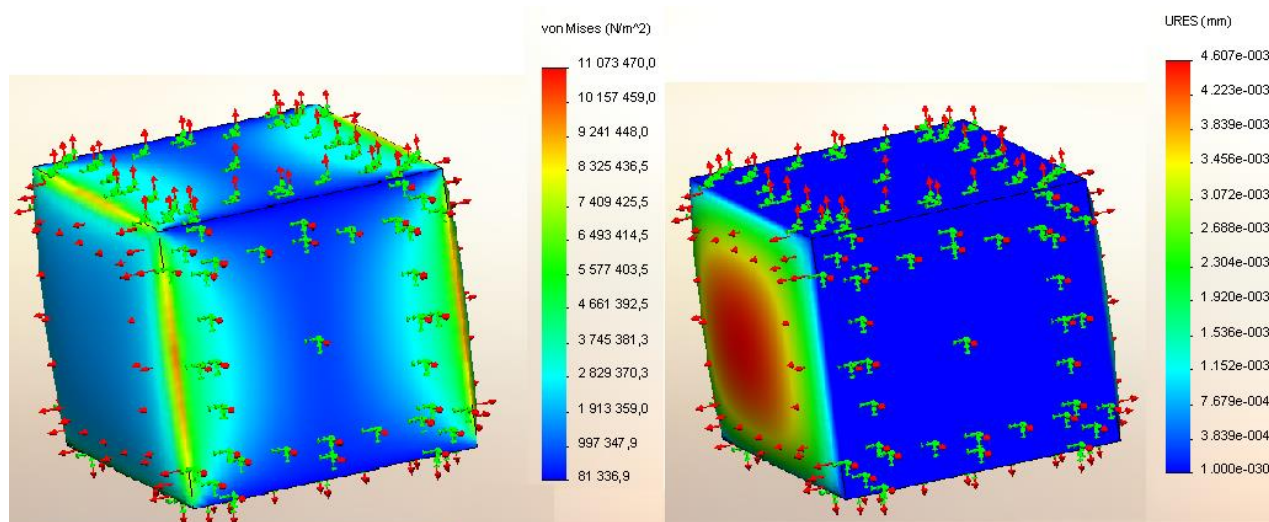 von Mises (N/m^2)
11 073 470,0
10 157 459,0
9 241 448,0
8 325 436,5
7 409 425,5
6 493 414,5
5 577 403,5
4 661 392,5
3 745 381,3
2 829 370,3
1 913 359,0
997 347,9
81 336,9
URES (mm)
4.607e-003
4.223e-003
3.839e-003
3.456e-003
3.072e-003
2.688e-003
2.304e-003
1.920e-003
1.536e-003
1.152e-003
7.679e-004
3.839e-004
1.000e-030